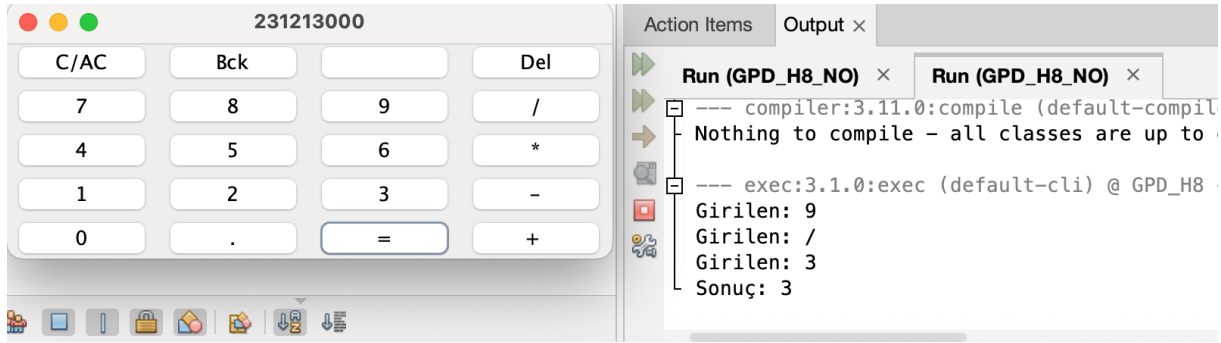 231213000
C/AC Bck Del
7 8 9 /
4 5 6 *
1 2 3 -
0 . = +
Action Items Output ×
Run (GPD_H8_NO) × Run (GPD_H8_NO) ×
--- compiler:3.11.0:compile (default-compil
Nothing to compile - all classes are up to
--- exec:3.1.0:exec (default-cli) @ GPD_H8
Girilen: 9
Girilen: /
Girilen: 3
Sonuç: 3